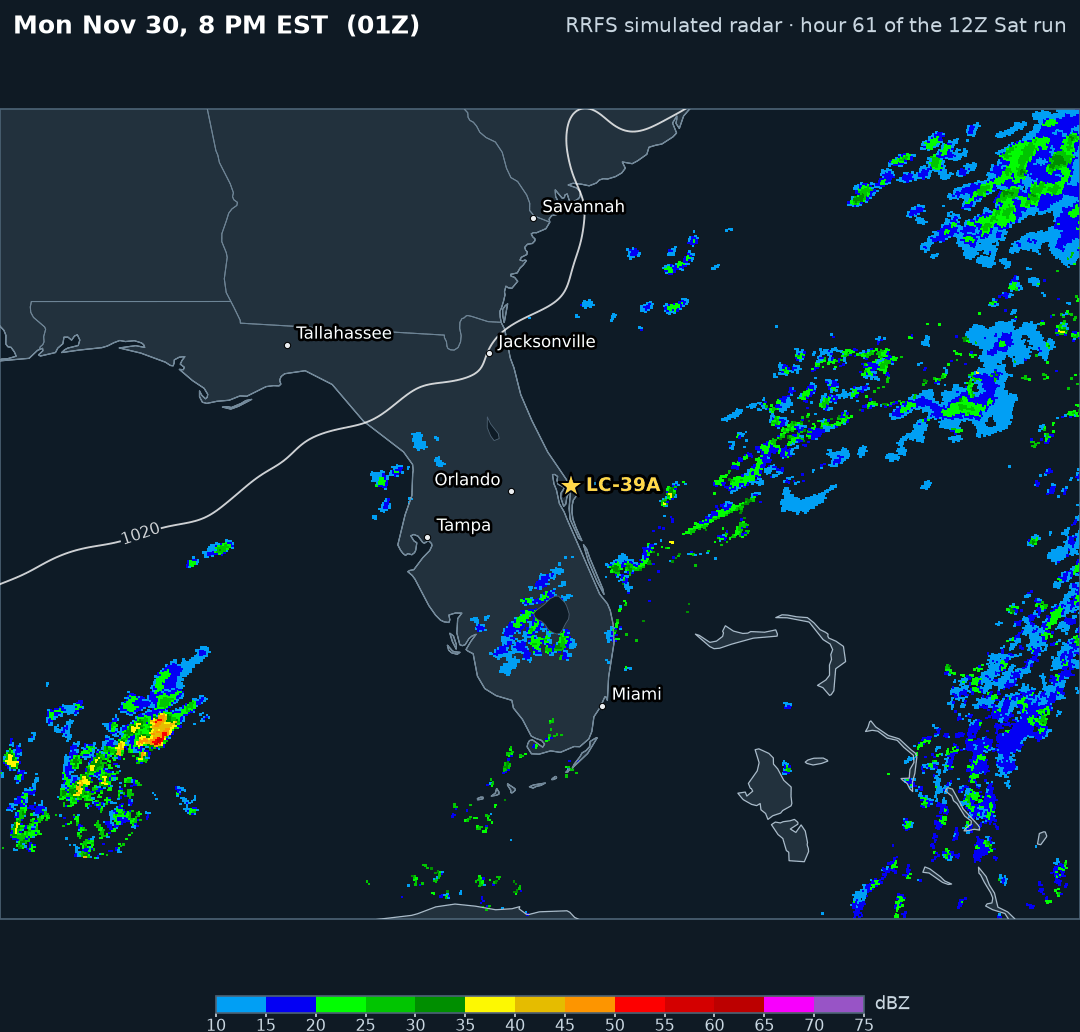 Mon Nov 30, 8 PM EST (01Z)
RRFS simulated radar · hour 61 of the 12Z Sat run
Savannah
Tallahassee
Jacksonville
Orlando
LC-39A
Tampa
1020
Miami
dBZ
10 15 20 25 30 35 40 45 50 55 60 65 70 75